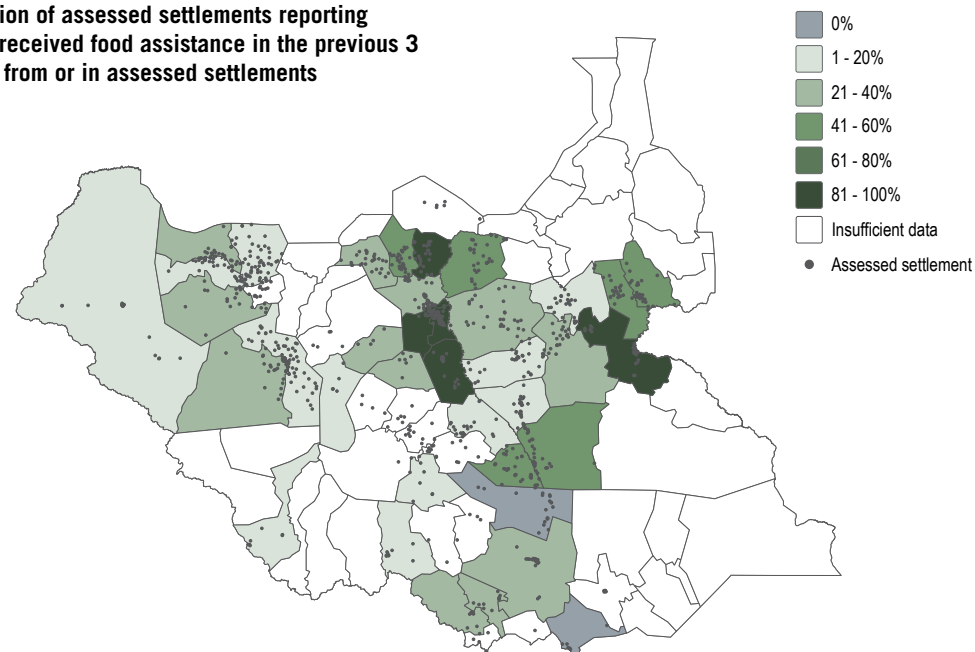 ion of assessed settlements reporting
received food assistance in the previous 3
from or in assessed settlements
0%
1 - 20%
21 - 40%
41 - 60%
61 - 80%
81 - 100%
Insufficient data
Assessed settlement